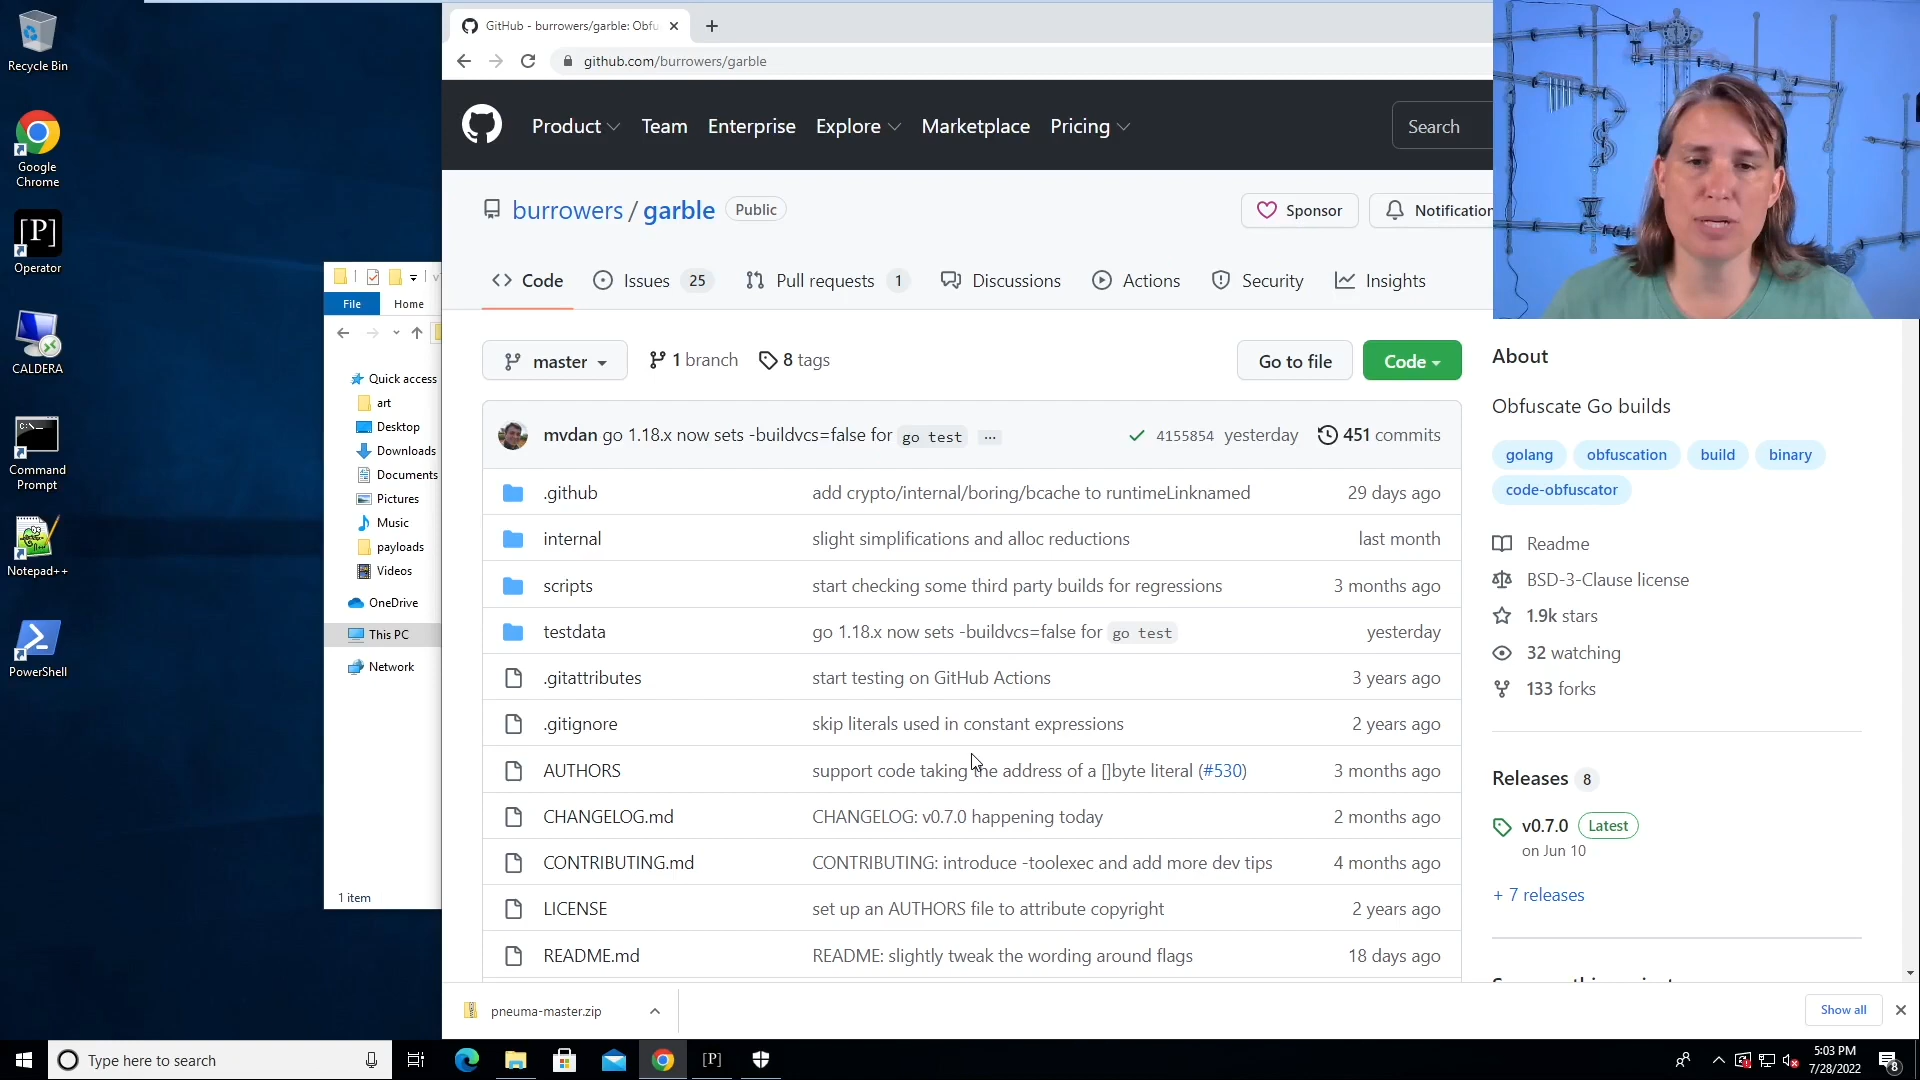 Recycle Bin
Google
Chrome
[P]
Operator
CALDERA
C:\>_
Command
Prompt
Notepad++
PowerShell
File
Home
Quick access
art
Desktop
Downloads
Documents
Pictures
Music
payloads
Videos
OneDrive
This PC
Network
1 item
GitHub - burrowers/garble: Obfu
github.com/burrowers/garble
Product
Team
Enterprise
Explore
Marketplace
Pricing
Search
burrowers / garble
Public
Sponsor
Notification
Code
Issues 25
Pull requests 1
Discussions
Actions
Security
Insights
master
1 branch
8 tags
Go to file
Code
mvdan go 1.18.x now sets -buildvcs=false for go test ...
4155854 yesterday
451 commits
.github add crypto/internal/boring/bcache to runtimeLinknamed 29 days ago
internal slight simplifications and alloc reductions last month
scripts start checking some third party builds for regressions 3 months ago
testdata go 1.18.x now sets -buildvcs=false for go test yesterday
.gitattributes start testing on GitHub Actions 3 years ago
.gitignore skip literals used in constant expressions 2 years ago
AUTHORS support code taking the address of a []byte literal (#530) 3 months ago
CHANGELOG.md CHANGELOG: v0.7.0 happening today 2 months ago
CONTRIBUTING.md CONTRIBUTING: introduce -toolexec and add more dev tips 4 months ago
LICENSE set up an AUTHORS file to attribute copyright 2 years ago
README.md README: slightly tweak the wording around flags 18 days ago
About
Obfuscate Go builds
golang obfuscation build binary
code-obfuscator
Readme
BSD-3-Clause license
1.9k stars
32 watching
133 forks
Releases 8
v0.7.0 Latest
on Jun 10
+ 7 releases
pneuma-master.zip
Show all
Type here to search
[P]
5:03 PM
7/28/2022
8